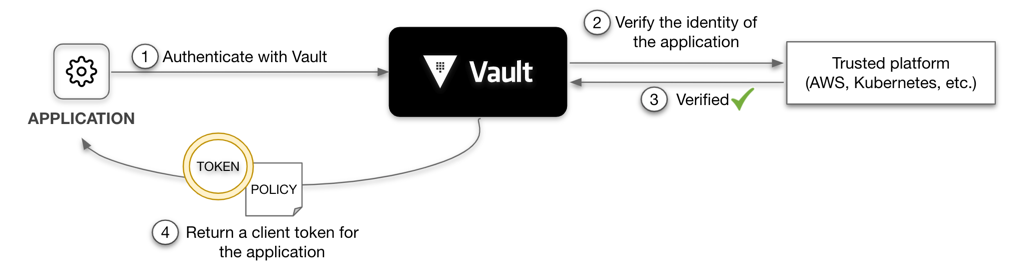 1 Authenticate with Vault
APPLICATION
Vault
2 Verify the identity of
the application
Trusted platform
(AWS, Kubernetes, etc.)
3 Verified
TOKEN
POLICY
4 Return a client token for
the application